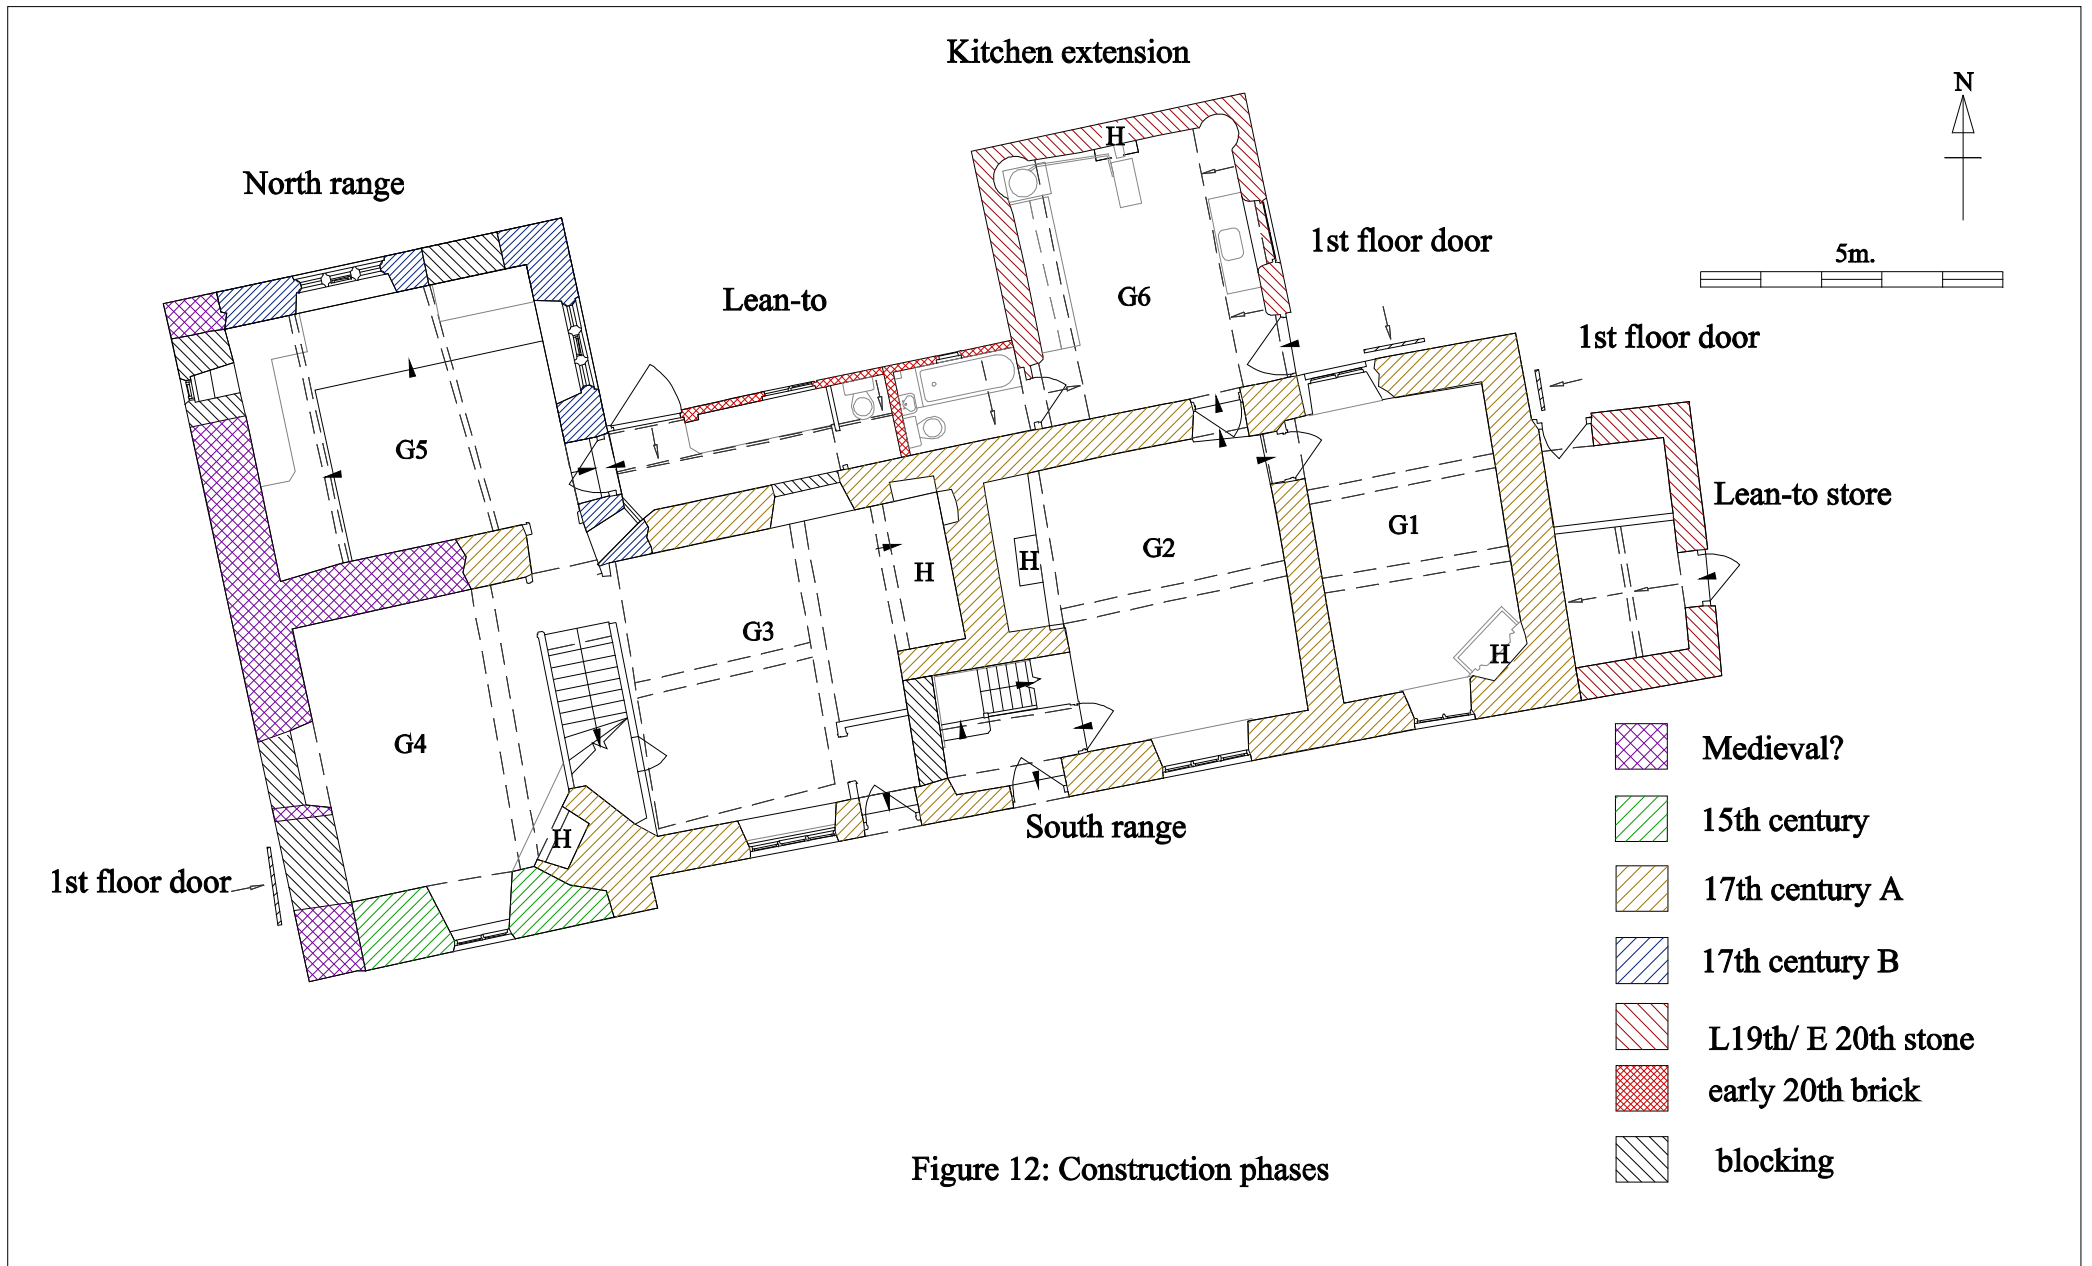 Kitchen extension
N
H
North range
1st floor door
5m.
Lean-to
G6
1st floor door
G5
Lean-to store
G1
G2
H
H
G3
H
G4
Medieval?
15th century
South range
H
1st floor door
17th century A
17th century B
L19th/ E 20th stone
early 20th brick
blocking
Figure 12: Construction phases